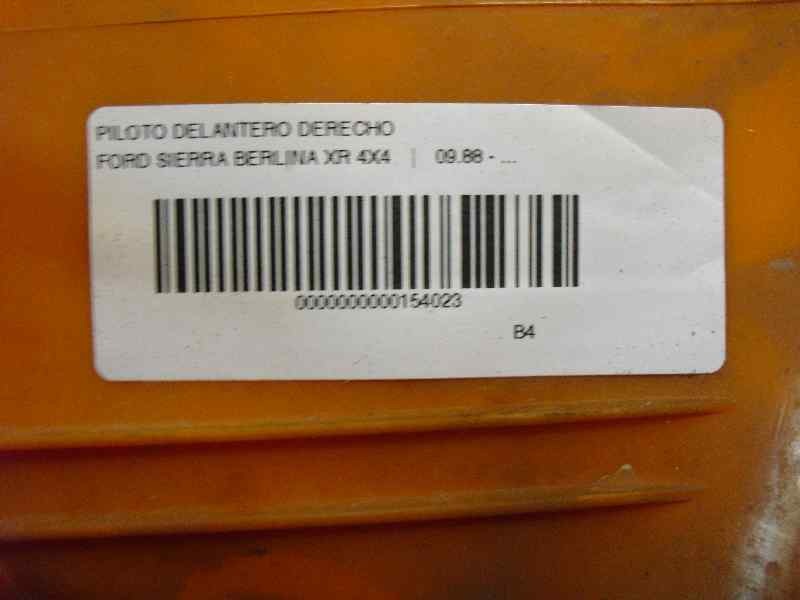 PILOTO DELANTERO DERECHO
FORD SIERRA BERLINA XR 4X4 | 09.88 - ...
0000000000154023
B4